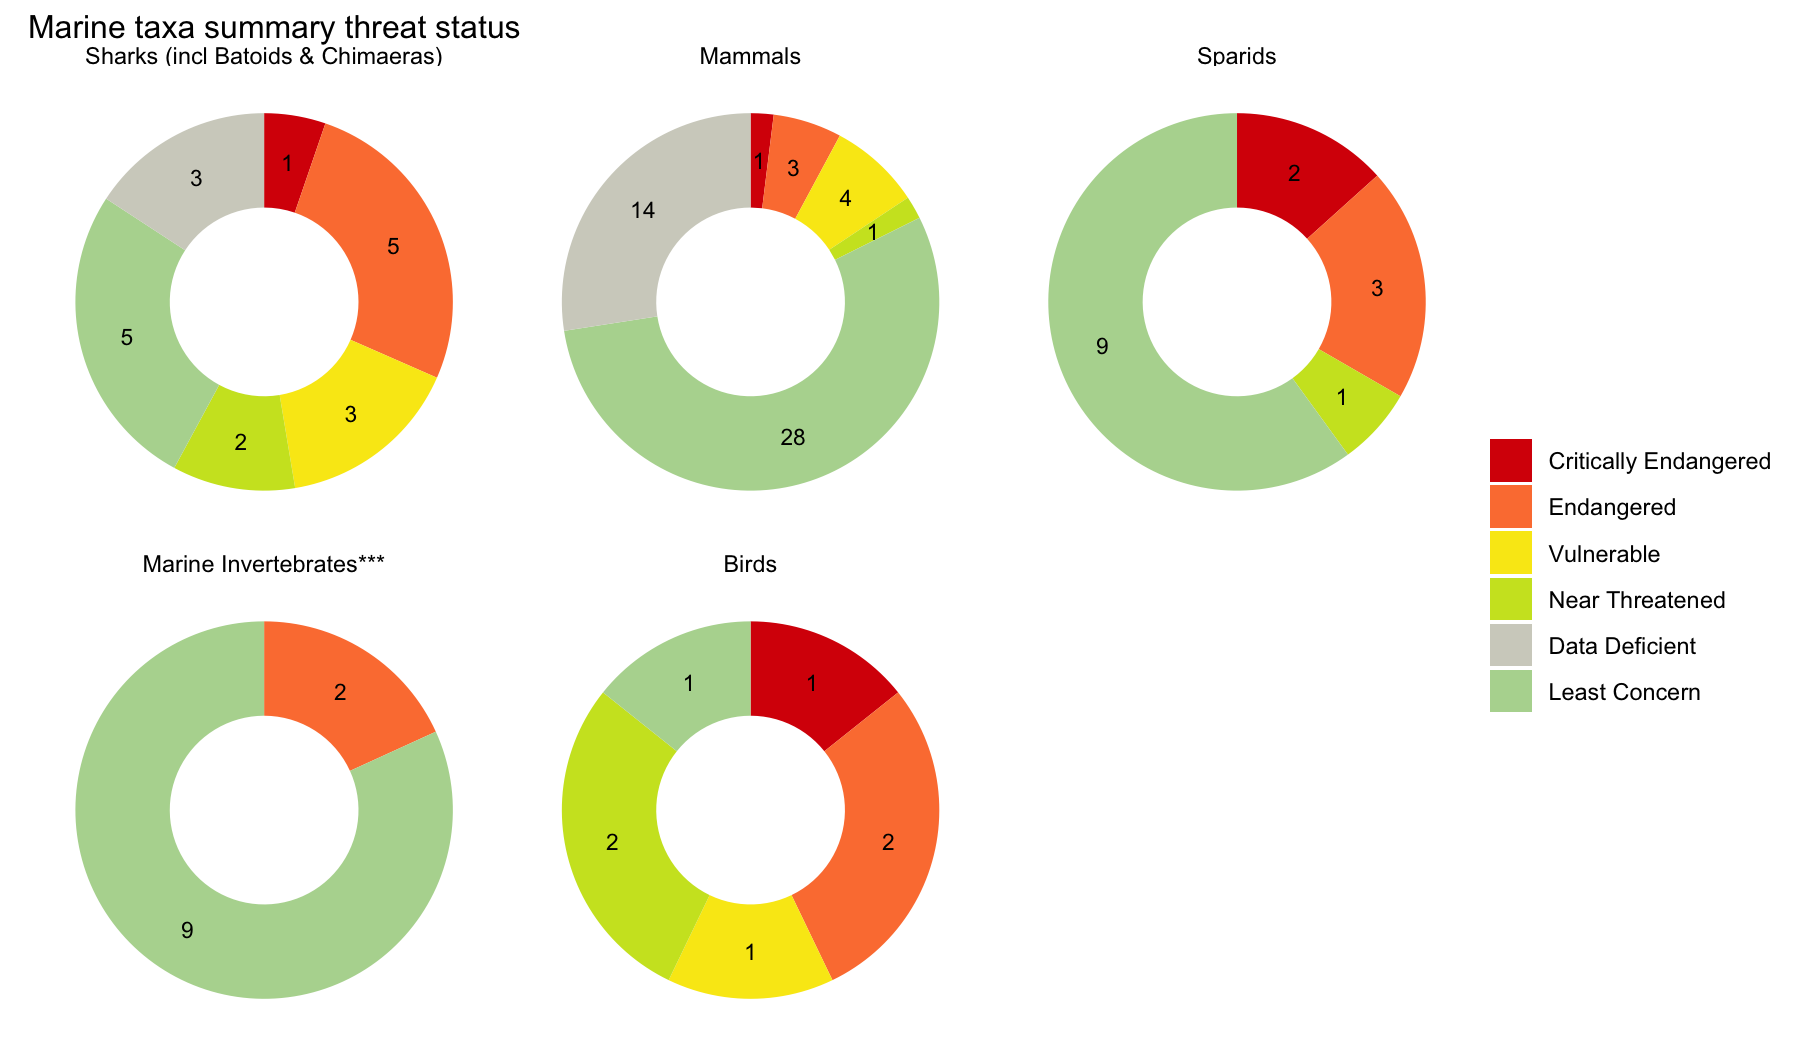 Marine taxa summary threat status
Sharks (incl Batoids & Chimaeras)
Mammals
Sparids
1
5
3
2
5
3
1
3
4
1
28
14
2
3
1
9
Critically Endangered
Endangered
Vulnerable
Near Threatened
Data Deficient
Least Concern
Marine Invertebrates***
Birds
2
9
1
2
1
2
1